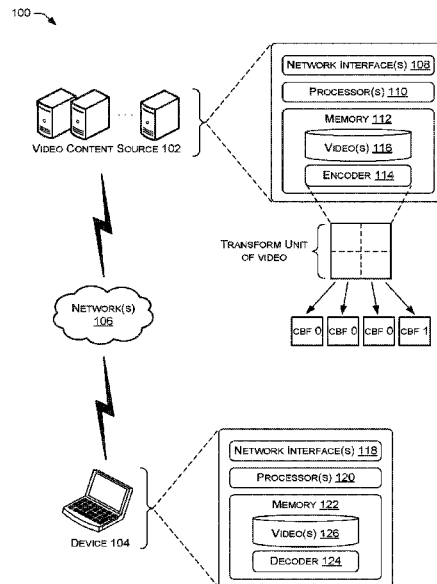 100
NETWORK INTERFACE(S) 108
PROCESSOR(S) 110
MEMORY 112
VIDEO(S) 116
ENCODER 114
VIDEO CONTENT SOURCE 102
TRANSFORM UNIT
OF VIDEO
CBF 0 CBF 0 CBF 0 CBF 1
NETWORK(S)
106
NETWORK INTERFACE(S) 118
PROCESSOR(S) 120
MEMORY 122
VIDEO(S) 126
DECODER 124
DEVICE 104